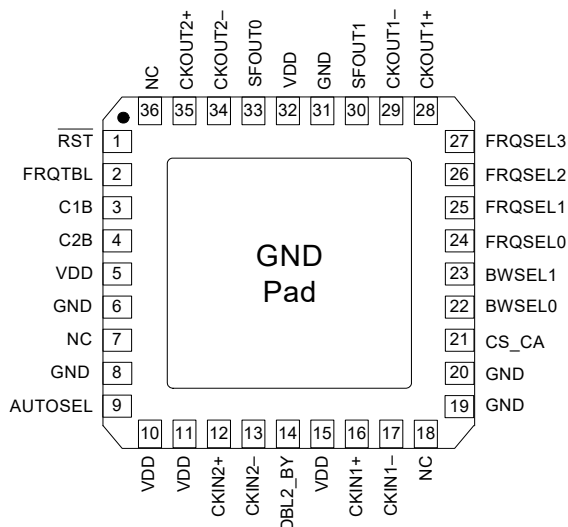 NC
CKOUT2+
CKOUT2–
SFOUT0
VDD
GND
SFOUT1
CKOUT1–
CKOUT1+
36 35 34 33 32 31 30 29 28
RST 1
FRQTBL 2
C1B 3
C2B 4
VDD 5
GND 6
NC 7
GND 8
AUTOSEL 9
GND
Pad
27 FRQSEL3
26 FRQSEL2
25 FRQSEL1
24 FRQSEL0
23 BWSEL1
22 BWSEL0
21 CS_CA
20 GND
19 GND
10 11 12 13 14 15 16 17 18
VDD
VDD
CKIN2+
CKIN2–
DBL2_BY
VDD
CKIN1+
CKIN1–
NC